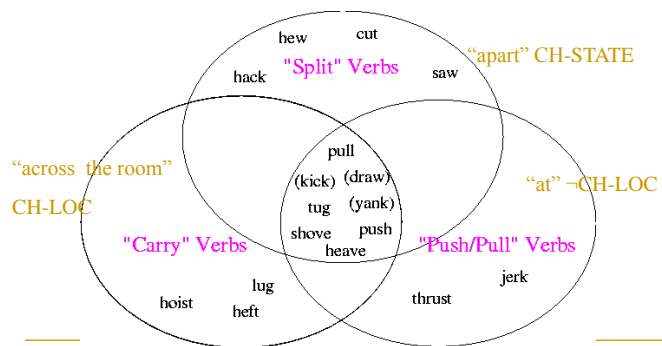 hew cut
"Split" Verbs
“apart” CH-STATE
hack saw
pull
“across the room”
(kick) (draw)
“at” ¬CH-LOC
CH-LOC
tug (yank)
shove push
"Carry" Verbs
heave
"Push/Pull" Verbs
lug
jerk
hoist
heft
thrust